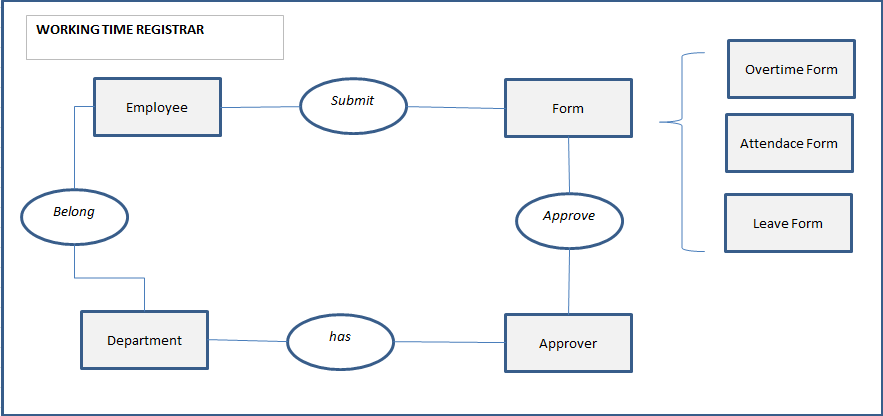 WORKING TIME REGISTRAR
Employee
Submit
Form
Overtime Form
Attendace Form
Leave Form
Belong
Approve
Department
has
Approver